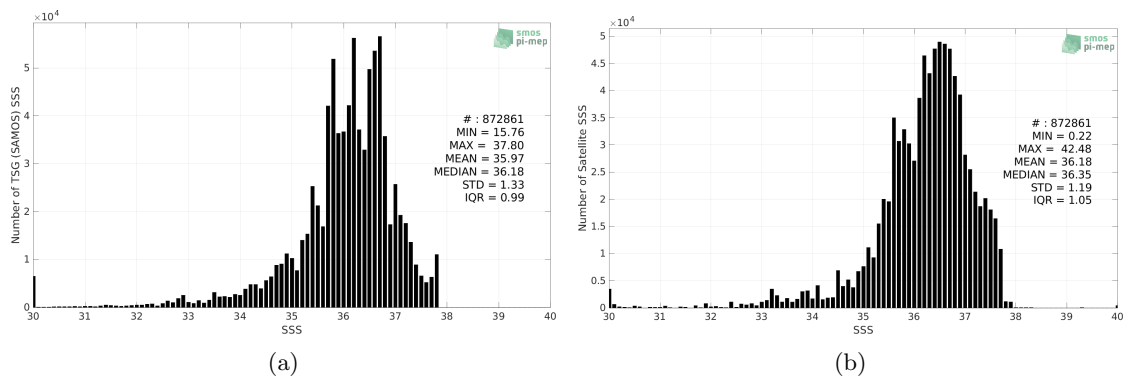 ×10⁴
smos
pi-mep
5
4
3
2
1
0
Number of TSG (SAMOS) SSS
# : 872861
MIN = 15.76
MAX = 37.80
MEAN = 35.97
MEDIAN = 36.18
STD = 1.33
IQR = 0.99
30 31 32 33 34 35 36 37 38 39 40
SSS
(a)
×10⁴
smos
pi-mep
5
4.5
4
3.5
3
2.5
2
1.5
1
0.5
0
Number of Satellite SSS
# : 872861
MIN = 0.22
MAX = 42.48
MEAN = 36.18
MEDIAN = 36.35
STD = 1.19
IQR = 1.05
30 31 32 33 34 35 36 37 38 39 40
SSS
(b)